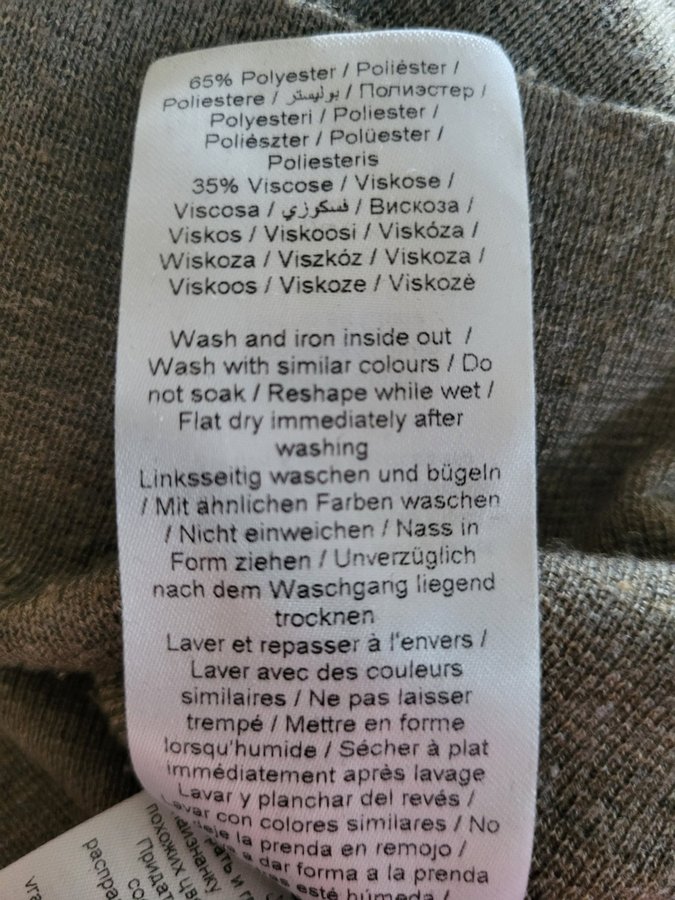 65% Polyester / Poliéster /
Poliestere / بوليستر / Полиэстер /
Polyesteri / Poliester /
Poliészter / Polüester /
Poliesteris
35% Viscose / Viskose /
Viscosa / فسكوزي / Вискоза /
Viskos / Viskoosi / Viskóza /
Wiskoza / Viszkóz / Viskoza /
Viskoos / Viskoze / Viskozė
Wash and iron inside out /
Wash with similar colours / Do
not soak / Reshape while wet /
Flat dry immediately after
washing
Linksseitig waschen und bügeln
/ Mit ähnlichen Farben waschen
/ Nicht einweichen / Nass in
Form ziehen / Unverzüglich
nach dem Waschgang liegend
trocknen
Laver et repasser à l'envers /
Laver avec des couleurs
similaires / Ne pas laisser
trempé / Mettre en forme
lorsqu'humide / Sécher à plat
immédiatement après lavage
Lavar y planchar del revés /
Lavar con colores similares / No
deje la prenda en remojo /
a dar forma a la prenda
esté húmeda /
похожих
Придат
распра